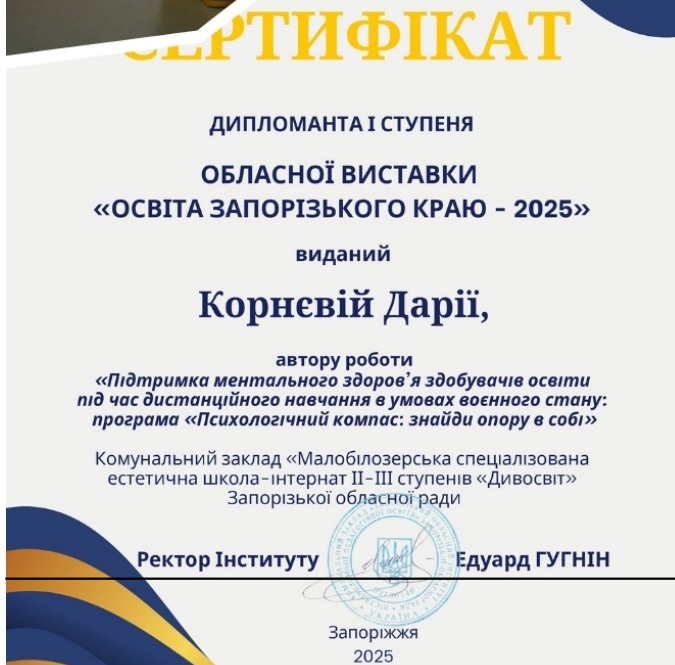 СЕРТИФІКАТ
ДИПЛОМАНТА І СТУПЕНЯ
ОБЛАСНОЇ ВИСТАВКИ
«ОСВІТА ЗАПОРІЗЬКОГО КРАЮ - 2025»
виданий
Корнєвій Дарії,
автору роботи
«Підтримка ментального здоров’я здобувачів освіти
під час дистанційного навчання в умовах воєнного стану:
програма «Психологічний компас: знайди опору в собі»
Комунальний заклад «Малобілозерська спеціалізована
естетична школа-інтернат ІІ-ІІІ ступенів «Дивосвіт»
Запорізької обласної ради
Ректор Інституту Едуард ГУГНІН
УКРАЇНА
Запоріжжя
2025